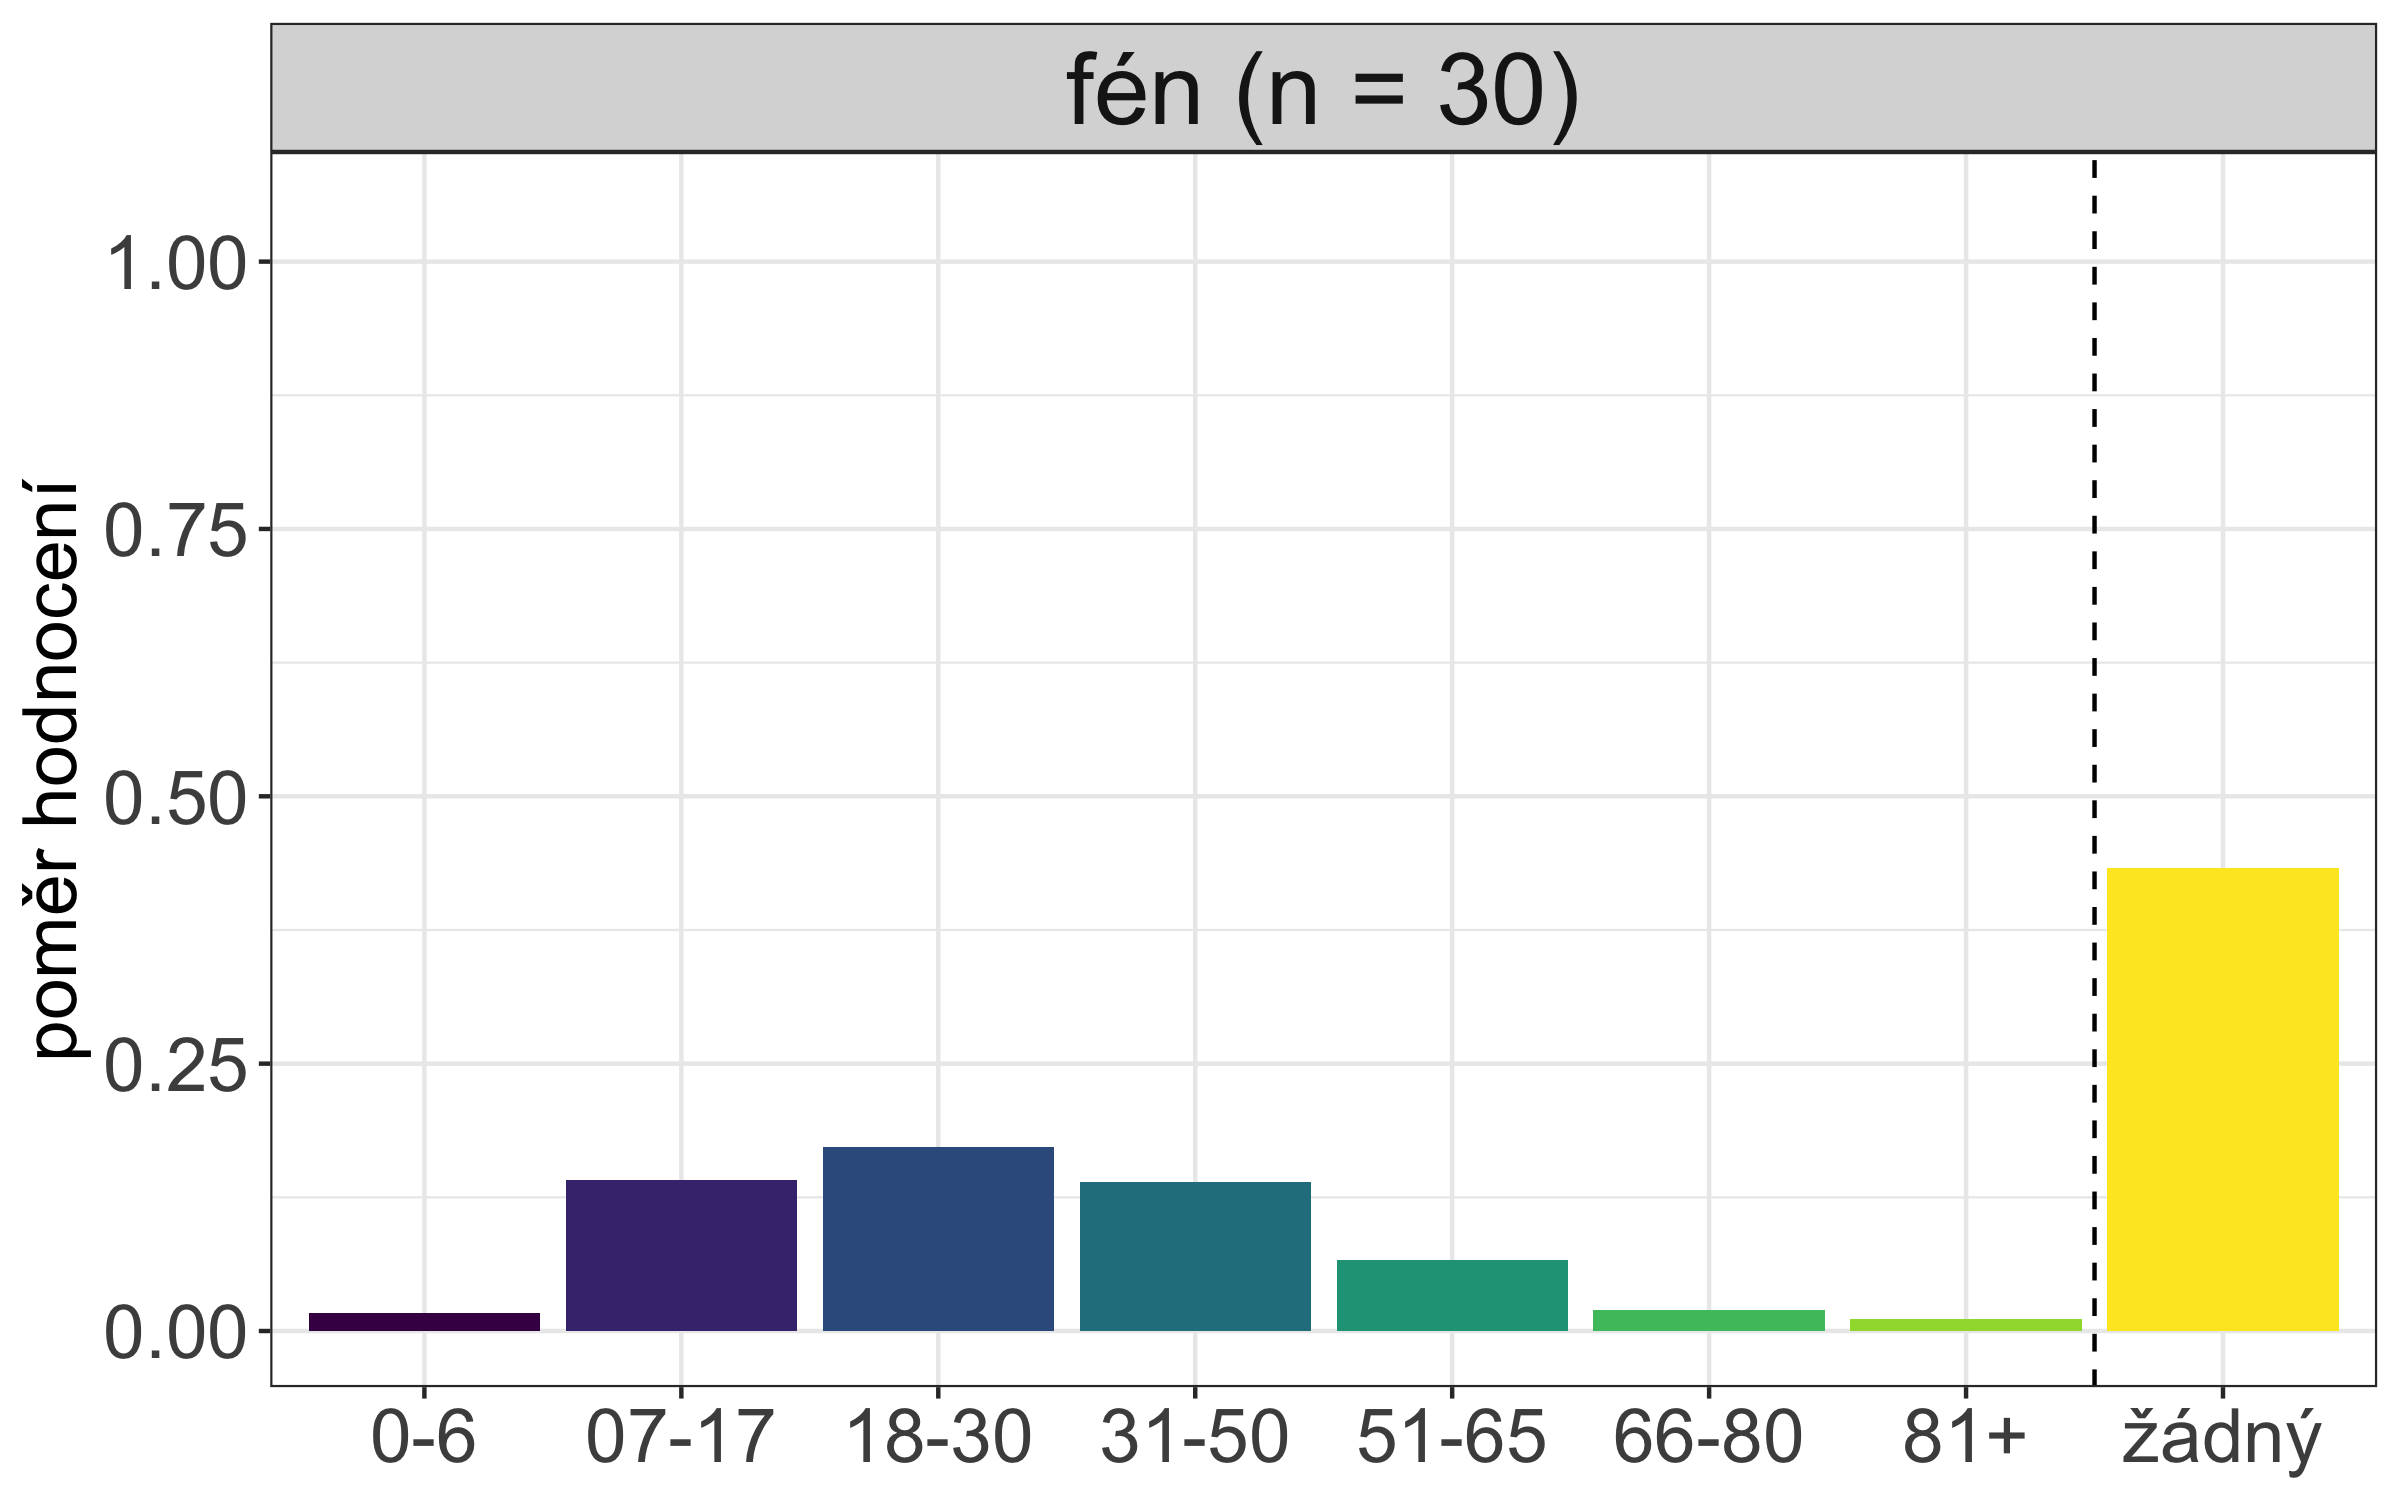 fén (n = 30)
poměr hodnocení
1.00
0.75
0.50
0.25
0.00
0-6 07-17 18-30 31-50 51-65 66-80 81+ žádný